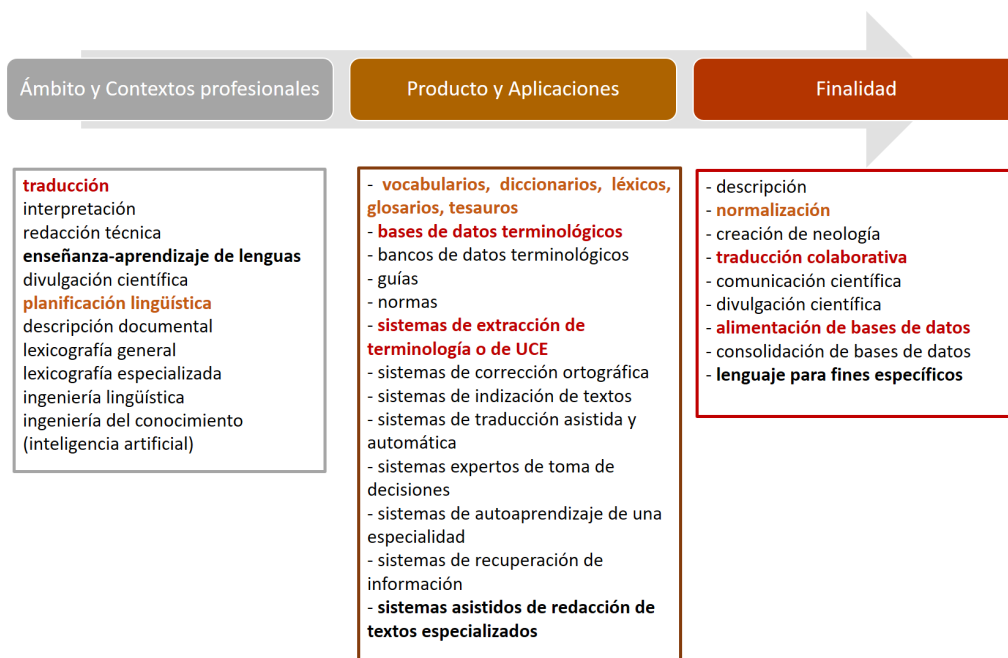 Ámbito y Contextos profesionales
Producto y Aplicaciones
Finalidad
traducción
interpretación
redacción técnica
enseñanza-aprendizaje de lenguas
divulgación científica
planificación lingüística
descripción documental
lexicografía general
lexicografía especializada
ingeniería lingüística
ingeniería del conocimiento
(inteligencia artificial)
- vocabularios, diccionarios, léxicos,
glosarios, tesauros
- bases de datos terminológicos
- bancos de datos terminológicos
- guías
- normas
- sistemas de extracción de
terminología o de UCE
- sistemas de corrección ortográfica
- sistemas de indización de textos
- sistemas de traducción asistida y
automática
- sistemas expertos de toma de
decisiones
- sistemas de autoaprendizaje de una
especialidad
- sistemas de recuperación de
información
- sistemas asistidos de redacción de
textos especializados
- descripción
- normalización
- creación de neología
- traducción colaborativa
- comunicación científica
- divulgación científica
- alimentación de bases de datos
- consolidación de bases de datos
- lenguaje para fines específicos